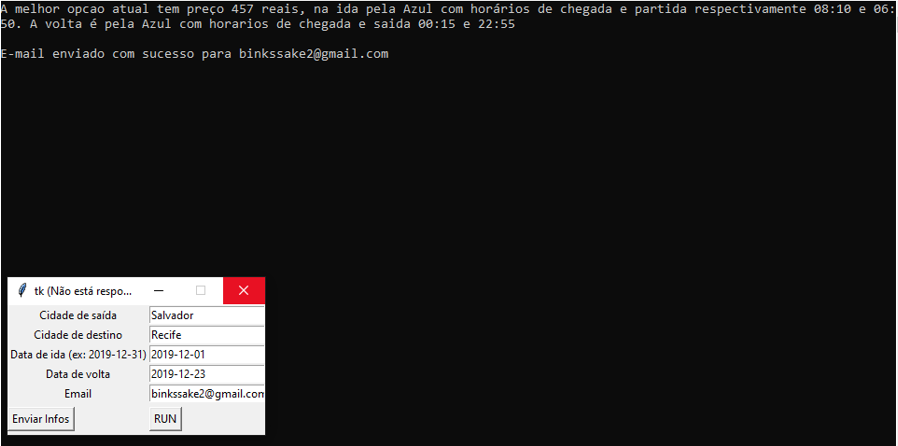 A melhor opcao atual tem preço 457 reais, na ida pela Azul com horários de chegada e partida respectivamente 08:10 e 06:
50. A volta é pela Azul com horarios de chegada e saida 00:15 e 22:55
E-mail enviado com sucesso para binkssake2@gmail.com
tk (Não está respo...
Cidade de saída Salvador
Cidade de destino Recife
Data de ida (ex: 2019-12-31) 2019-12-01
Data de volta 2019-12-23
Email binkssake2@gmail.com
Enviar Infos RUN